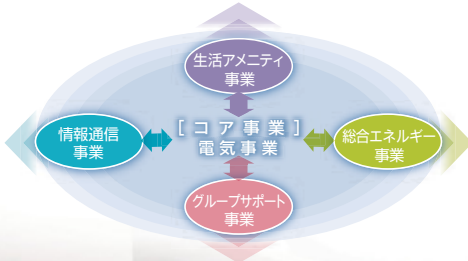 生活アメニティ
事業
[コア事業]
電気事業
情報通信
事業
総合エネルギー
事業
グループサポート
事業